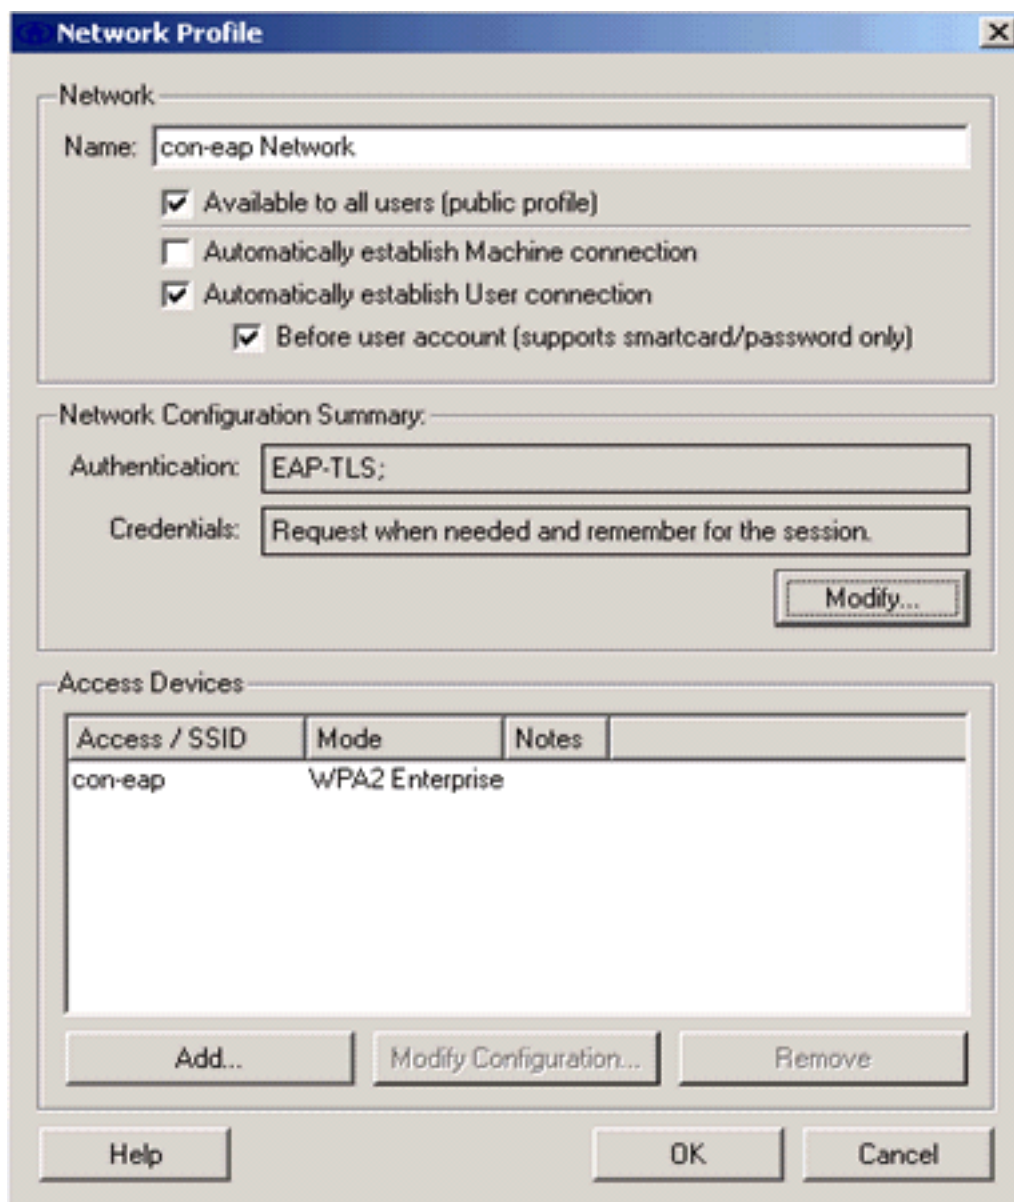 Network Profile
Network
Name: con-eap Network
Available to all users (public profile)
Automatically establish Machine connection
Automatically establish User connection
Before user account (supports smartcard/password only)
Network Configuration Summary:
Authentication: EAP-TLS;
Credentials: Request when needed and remember for the session.
Modify...
Access Devices
Access / SSID Mode Notes
con-eap WPA2 Enterprise
Add... Modify Configuration... Remove
Help OK Cancel